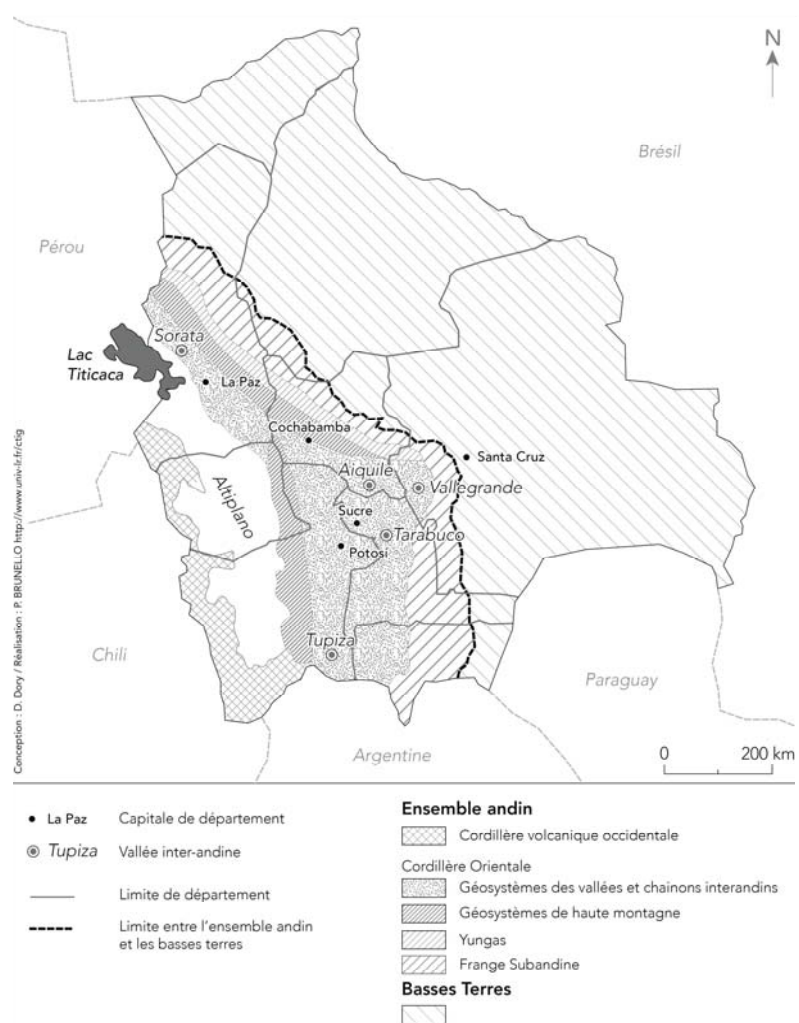 N
Brésil
Pérou
Sorata
Lac
Titicaca
La Paz
Cochabamba
Santa Cruz
Aiquile
Vallegrande
Altiplano
Sucre
Tarabuco
Potosi
Tupiza
Chili
Paraguay
Argentine
0 200 km
Conception : D. Dory / Réalisation : P. BRUNELLO http://www.univ-lr.fr/ctig
La Paz Capitale de département
Tupiza Vallée inter-andine
Limite de département
Limite entre l'ensemble andin
et les basses terres
Ensemble andin
Cordillère volcanique occidentale
Cordillère Orientale
Géosystèmes des vallées et chainons interandins
Géosystèmes de haute montagne
Yungas
Frange Subandine
Basses Terres